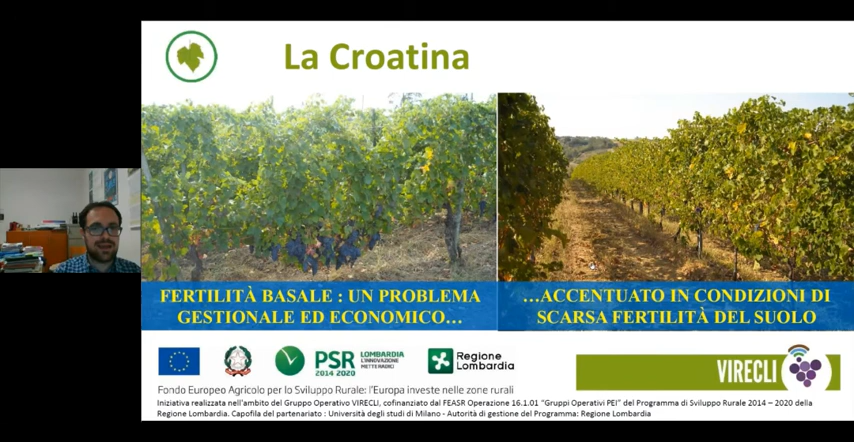 La Croatina
FERTILITÀ BASALE : UN PROBLEMA
GESTIONALE ED ECONOMICO...
...ACCENTUATO IN CONDIZIONI DI
SCARSA FERTILITÀ DEL SUOLO
PSR
2014 2020
LOMBARDIA
L'INNOVAZIONE
METTE RADICI
Regione
Lombardia
VIRECLI
Fondo Europeo Agricolo per lo Sviluppo Rurale: l'Europa investe nelle zone rurali
Iniziativa realizzata nell'ambito del Gruppo Operativo VIRECLI, cofinanziato dal FEASR Operazione 16.1.01 "Gruppi Operativi PEI" del Programma di Sviluppo Rurale 2014 – 2020 della
Regione Lombardia. Capofila del partenariato : Università degli studi di Milano - Autorità di gestione del Programma: Regione Lombardia